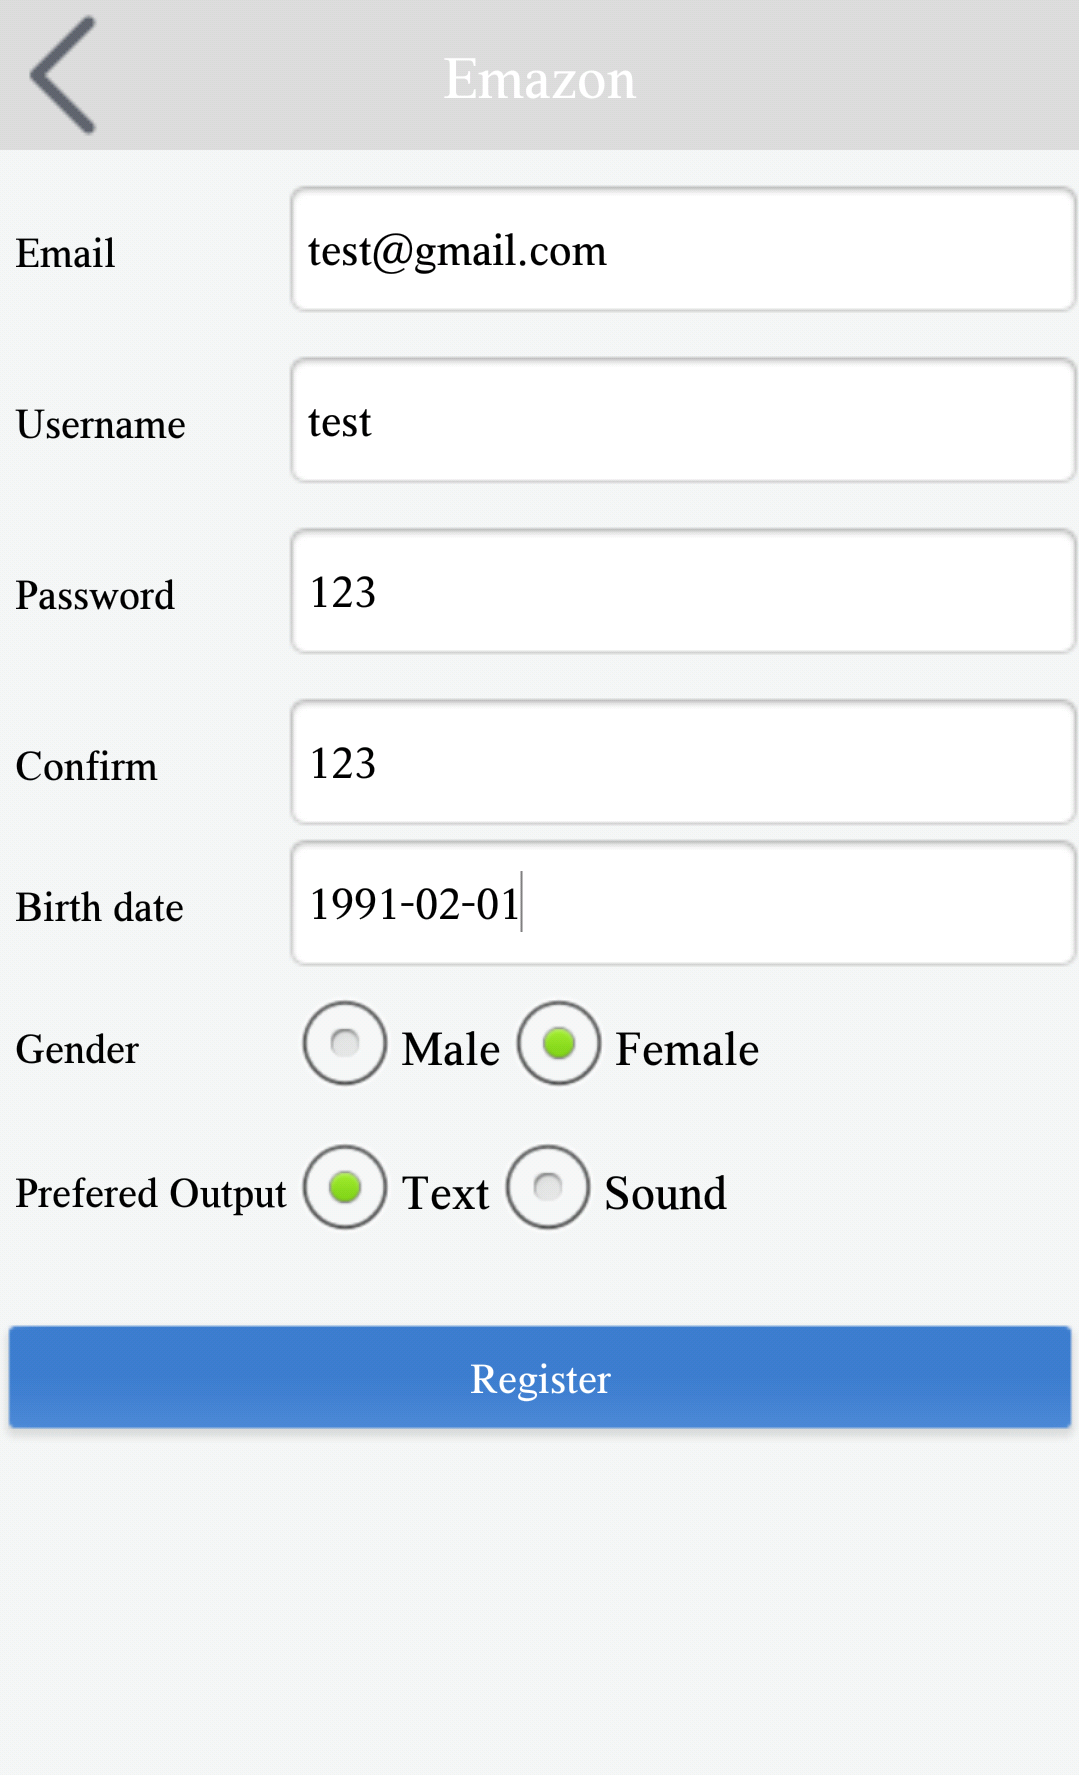 Emazon
Email test@gmail.com
Username test
Password 123
Confirm 123
Birth date 1991-02-01
Gender Male Female
Prefered Output Text Sound
Register